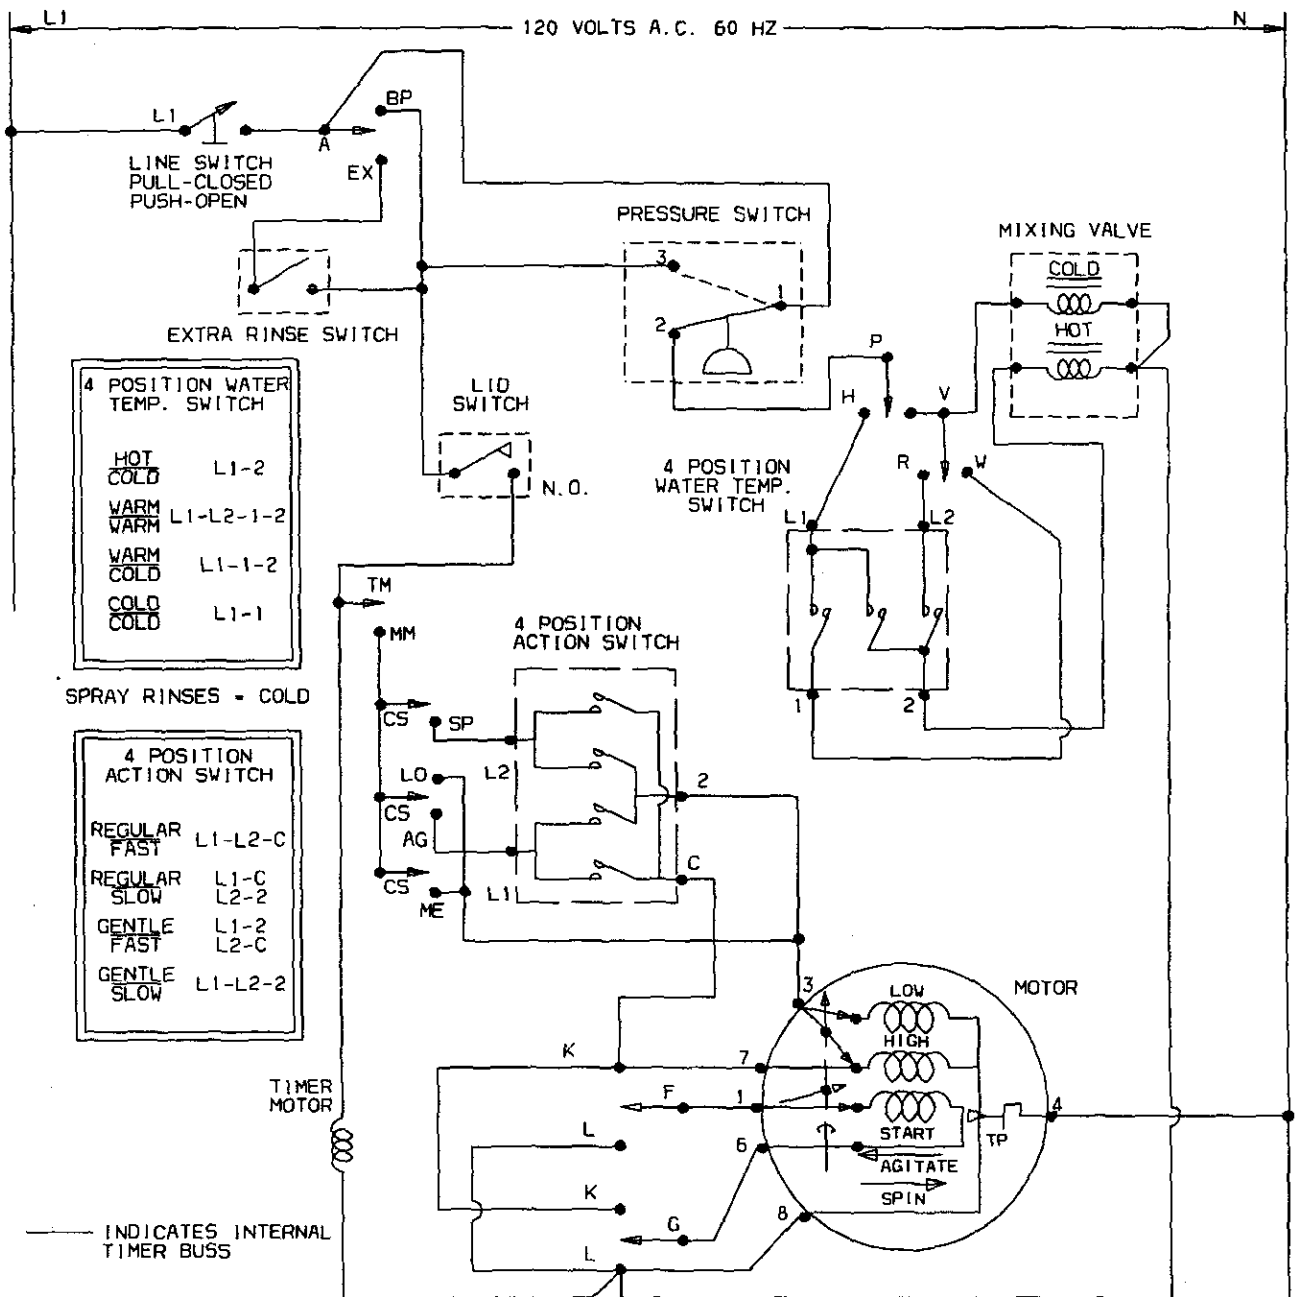 L1
120 VOLTS A.C. 60 HZ
N
BP
L1
A
LINE SWITCH
PULL-CLOSED
PUSH-OPEN
EX
PRESSURE SWITCH
MIXING VALVE
COLD
3
1
2
HOT
EXTRA RINSE SWITCH
P
4 POSITION WATER
TEMP. SWITCH
HOT
COLD
L1-2
WARM
WARM
L1-L2-1-2
WARM
COLD
L1-1-2
COLD
COLD
L1-1
LID
SWITCH
N.O.
H
V
R
W
4 POSITION
WATER TEMP.
SWITCH
L1
L2
1
2
TM
MM
4 POSITION
ACTION SWITCH
SPRAY RINSES = COLD
CS
SP
L2
LO
CS
AG
2
C
CS
ME
L1
4 POSITION
ACTION SWITCH
REGULAR
FAST
L1-L2-C
REGULAR
SLOW
L1-C
L2-2
GENTLE
FAST
L1-2
L2-C
GENTLE
SLOW
L1-L2-2
3
LOW
MOTOR
HIGH
K
7
TIMER
MOTOR
F
1
START
TP
4
L
6
AGITATE
SPIN
K
8
G
L
INDICATES INTERNAL
TIMER BUSS